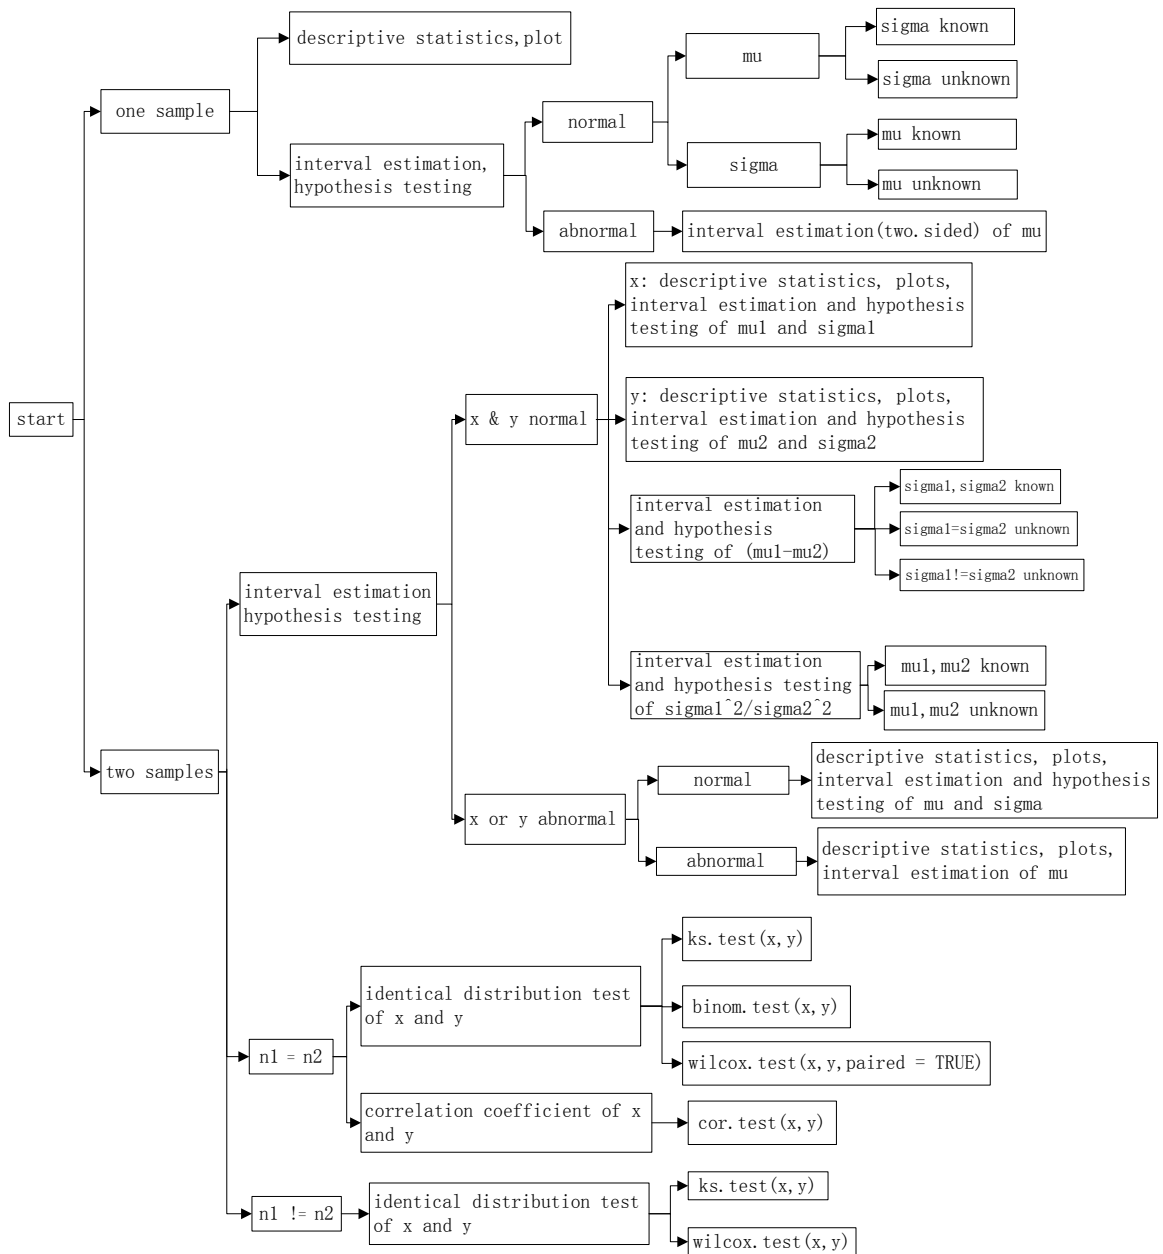 start
one sample
descriptive statistics,plot
interval estimation,
hypothesis testing
normal
mu
sigma known
sigma unknown
sigma
mu known
mu unknown
abnormal
interval estimation(two.sided) of mu
two samples
interval estimation
hypothesis testing
x & y normal
x: descriptive statistics, plots,
interval estimation and hypothesis
testing of mu1 and sigma1
y: descriptive statistics, plots,
interval estimation and hypothesis
testing of mu2 and sigma2
interval estimation
and hypothesis
testing of (mu1-mu2)
sigma1,sigma2 known
sigma1=sigma2 unknown
sigma1!=sigma2 unknown
interval estimation
and hypothesis testing
of sigma1^2/sigma2^2
mu1,mu2 known
mu1,mu2 unknown
x or y abnormal
normal
descriptive statistics, plots,
interval estimation and hypothesis
testing of mu and sigma
abnormal
descriptive statistics, plots,
interval estimation of mu
n1 = n2
identical distribution test
of x and y
ks.test(x,y)
binom.test(x,y)
wilcox.test(x,y,paired = TRUE)
correlation coefficient of x
and y
cor.test(x,y)
n1 != n2
identical distribution test
of x and y
ks.test(x,y)
wilcox.test(x,y)